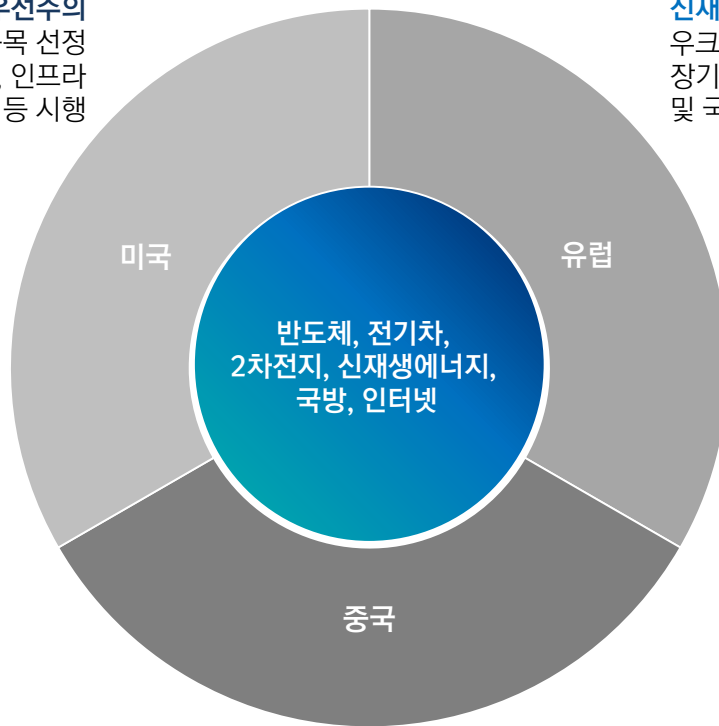 우선주의
목 선정
인프라
등 시행
신재
우크
장기
및
미국
유럽
반도체, 전기차,
2차전지, 신재생에너지,
국방, 인터넷
중국